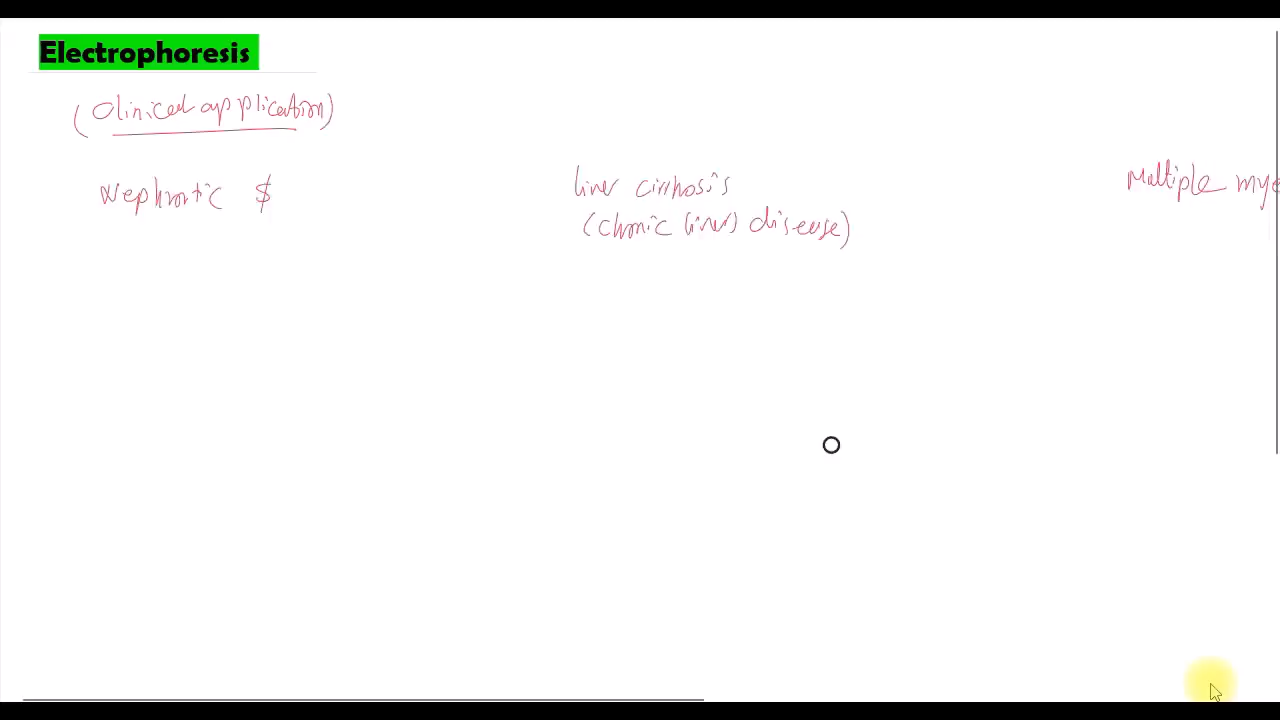 Electrophoresis
(Clinical application)
Nephrotic $
liver cirrhosis
(chronic liver) disease)
Multiple mye